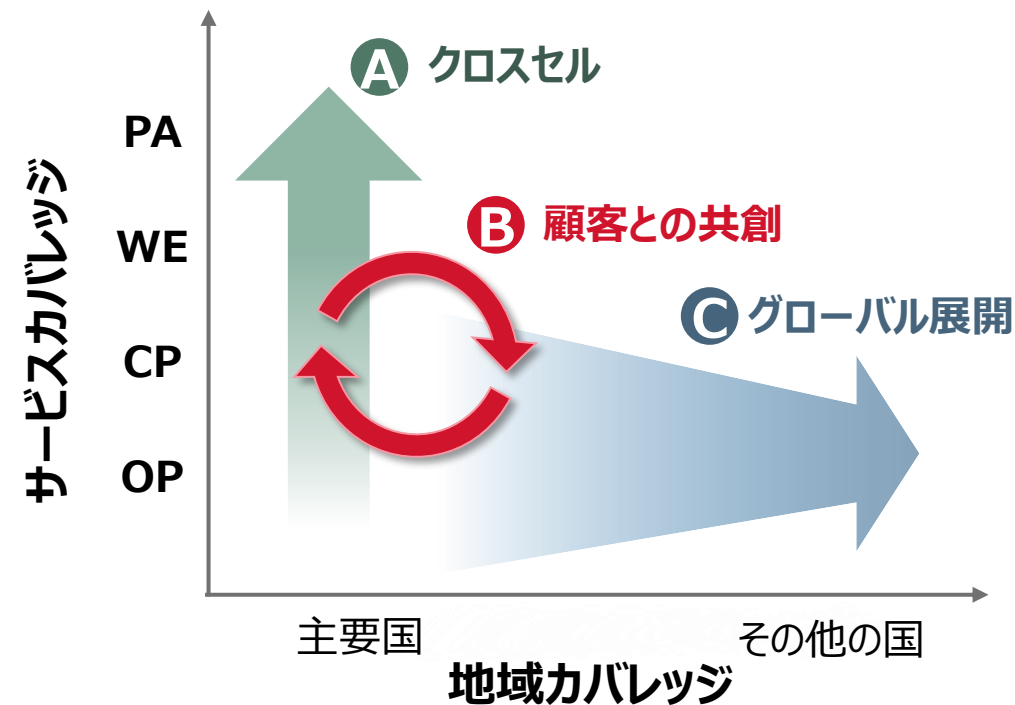 A クロスセル
PA
WE
B 顧客との共創
C グローバル展開
CP
OP
サービスカバレッジ
主要国
その他の国
地域カバレッジ